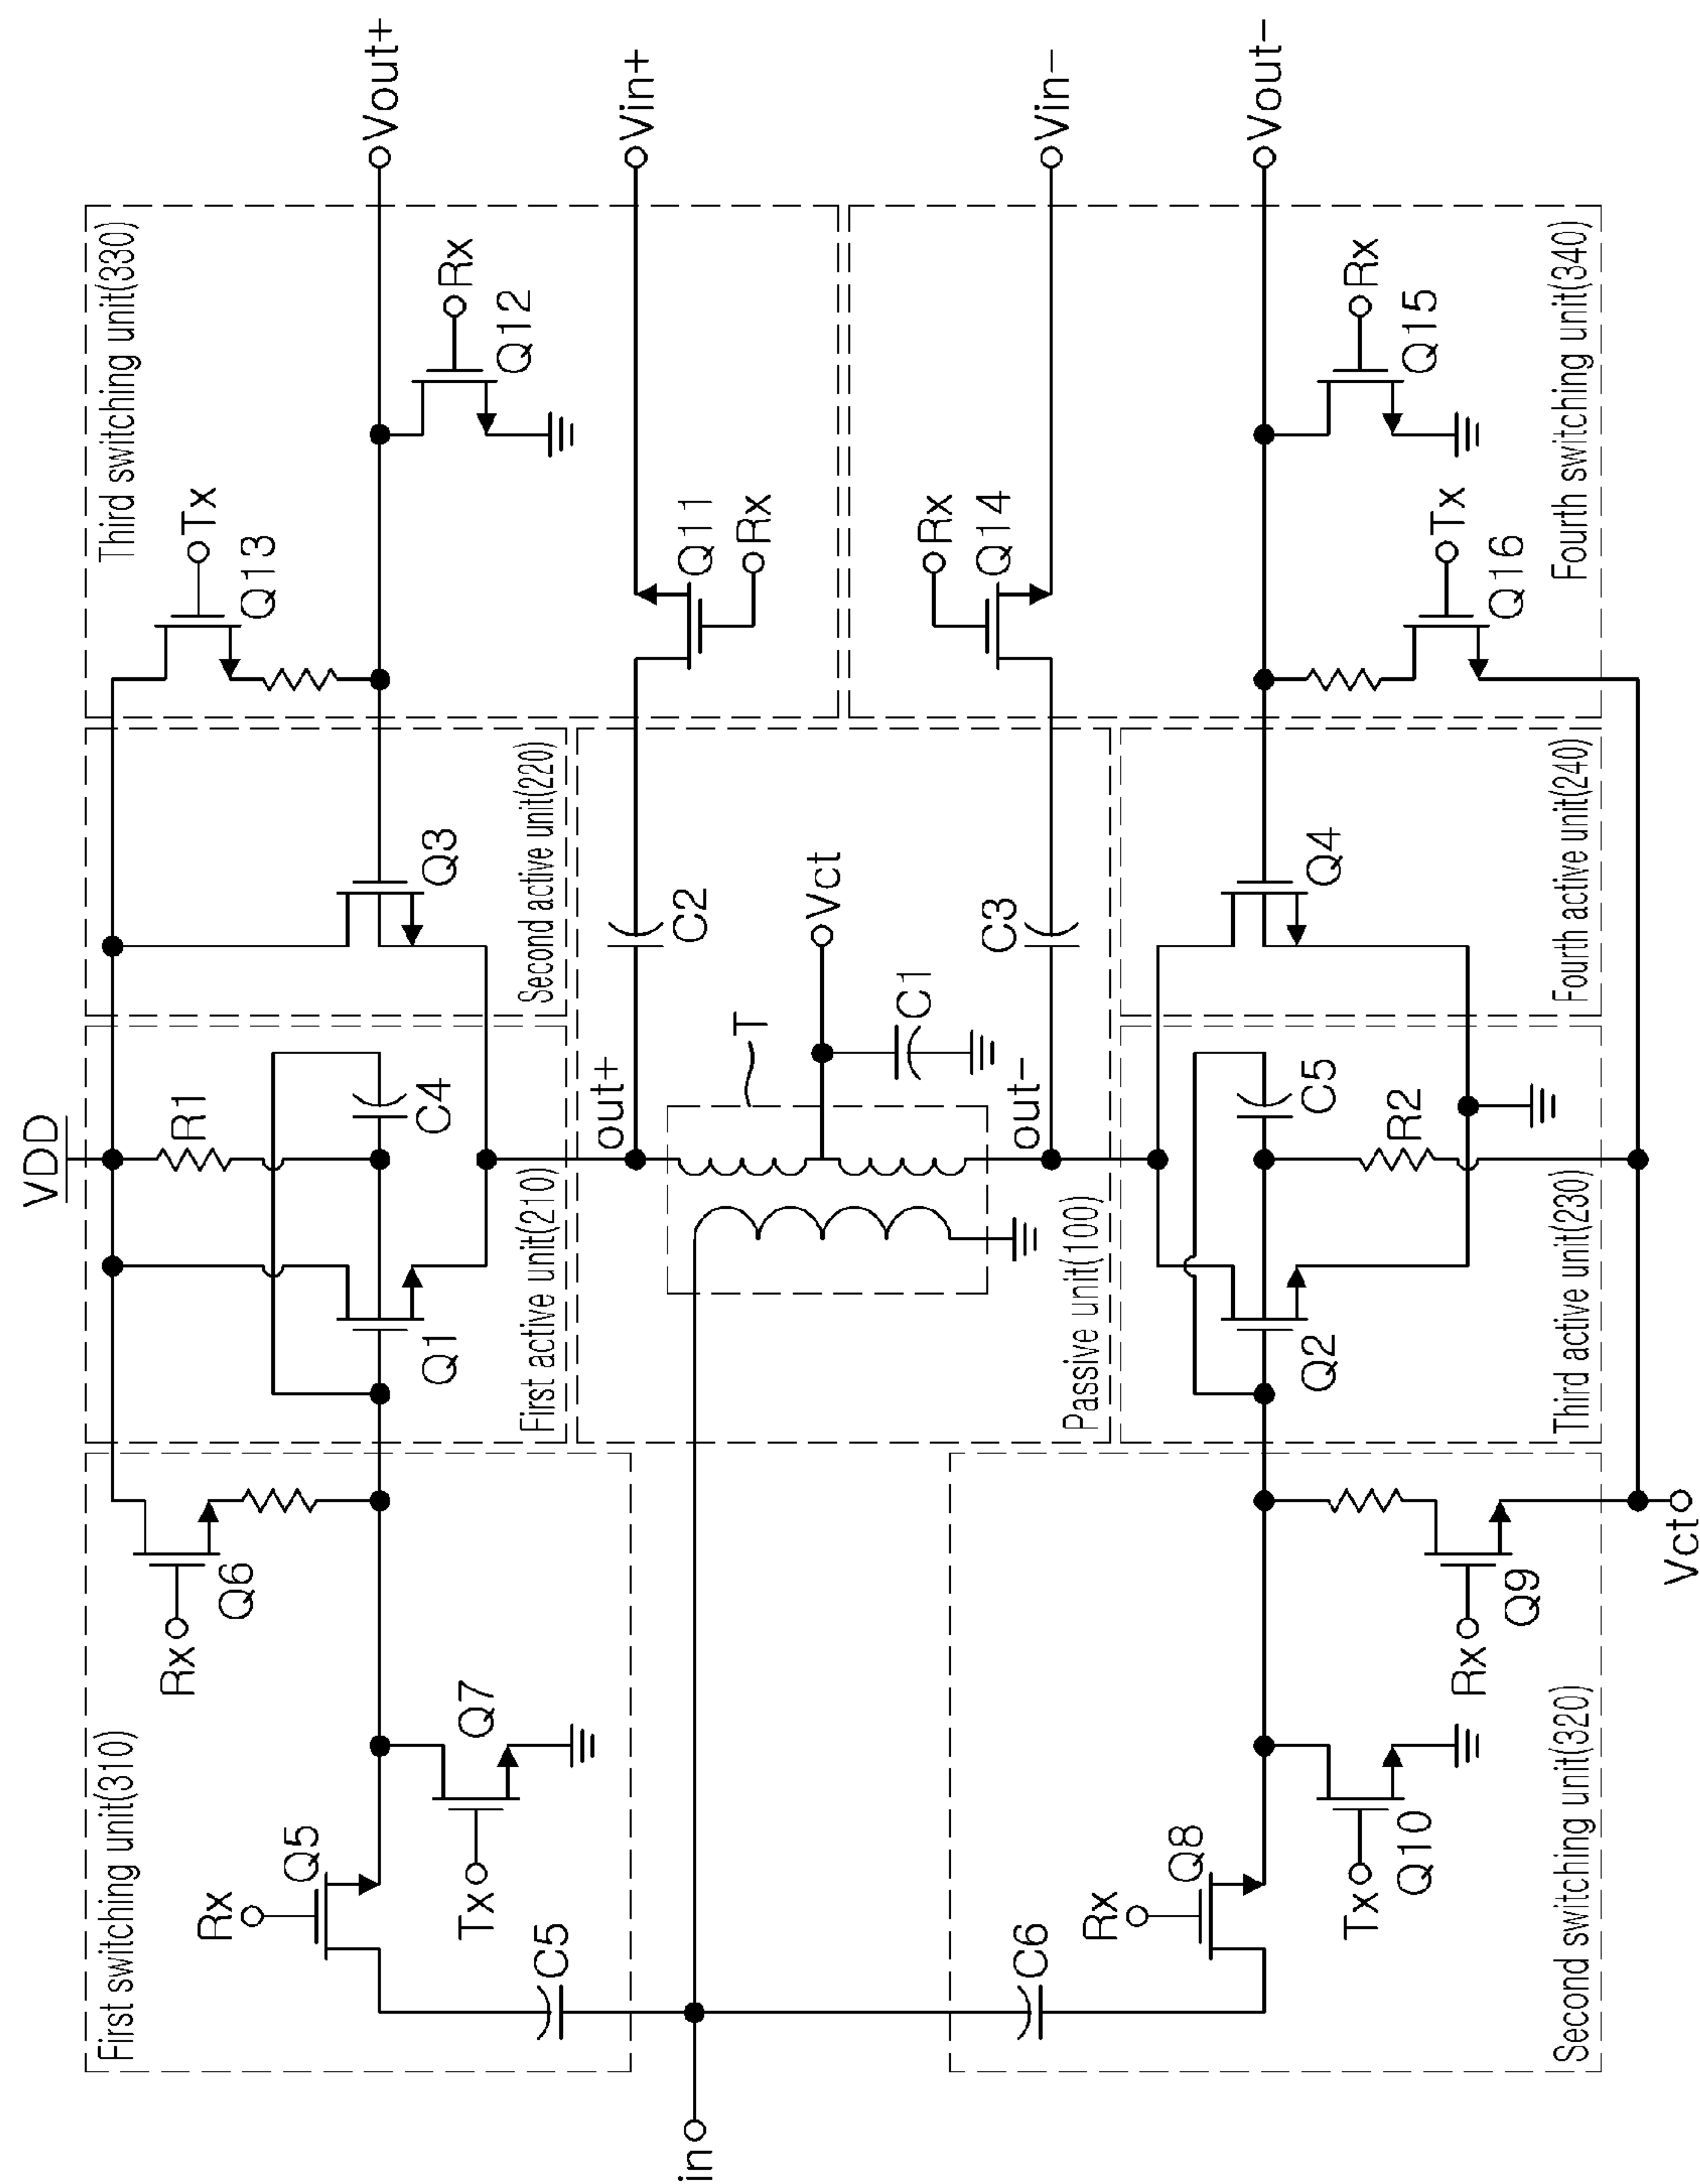 VDD
Vout+
Vin+
Vin-
Vout-
Third switching unit(330)
Tx
Q13
Rx
Q12
Q11
Rx
Rx
Q14
Fourth switching unit(340)
Rx
Q15
Tx
Q16
Second active unit(220)
Q3
First active unit(210)
R1
C4
Q1
C2
Vct
C1
C3
T
out+
out-
Passive unit(100)
Fourth active unit(240)
Q4
Third active unit(230)
C5
R2
Q2
First switching unit(310)
Rx
Q6
Q7
Tx
Rx
Q5
C5
Second switching unit(320)
C6
Rx
Q8
Tx
Q10
Rx
Q9
Vct
in